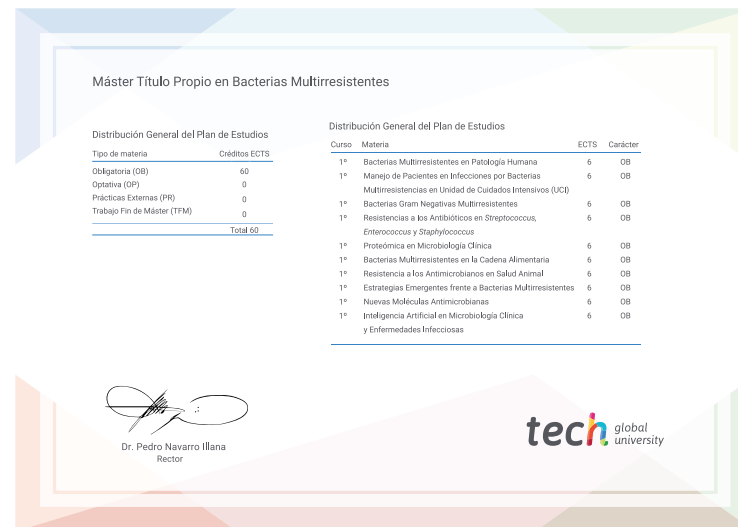 Máster Título Propio en Bacterias Multirresistentes
Distribución General del Plan de Estudios
Tipo de materia Créditos ECTS
Obligatoria (OB) 60
Optativa (OP) 0
Prácticas Externas (PR) 0
Trabajo Fin de Máster (TFM) 0
Total 60
Distribución General del Plan de Estudios
Curso Materia ECTS Carácter
1º Bacterias Multirresistentes en Patología Humana 6 OB
1º Manejo de Pacientes en Infecciones por Bacterias 6 OB
Multirresistencias en Unidad de Cuidados Intensivos (UCI)
1º Bacterias Gram Negativas Multirresistentes 6 OB
1º Resistencias a los Antibióticos en Streptococcus, 6 OB
Enterococcus y Staphylococcus
1º Proteómica en Microbiología Clínica 6 OB
1º Bacterias Multirresistentes en la Cadena Alimentaria 6 OB
1º Resistencia a los Antimicrobianos en Salud Animal 6 OB
1º Estrategias Emergentes frente a Bacterias Multirresistentes 6 OB
1º Nuevas Moléculas Antimicrobianas 6 OB
1º Inteligencia Artificial en Microbiología Clínica 6 OB
y Enfermedades Infecciosas
Dr. Pedro Navarro Illana
Rector
tech global
university